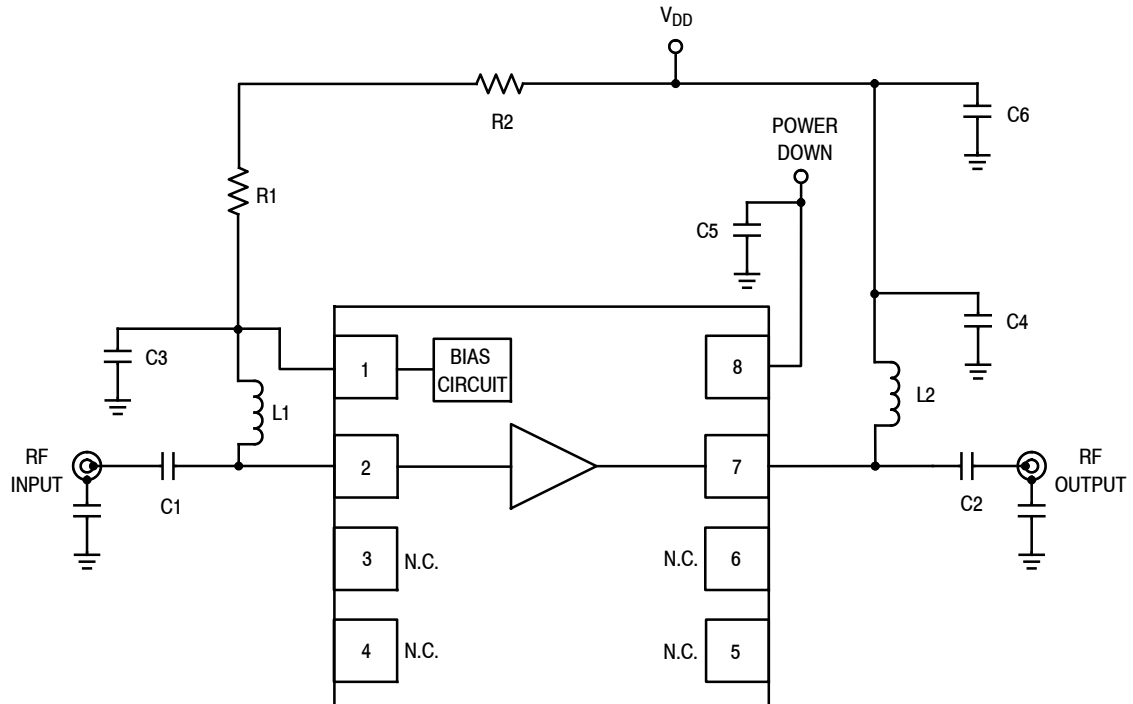 VDD
R2
C6
POWER
DOWN
R1
C5
C4
C3
1
BIAS
CIRCUIT
8
L1
L2
RF
INPUT
2
7
RF
OUTPUT
C1
C2
3
N.C.
N.C.
6
4
N.C.
N.C.
5